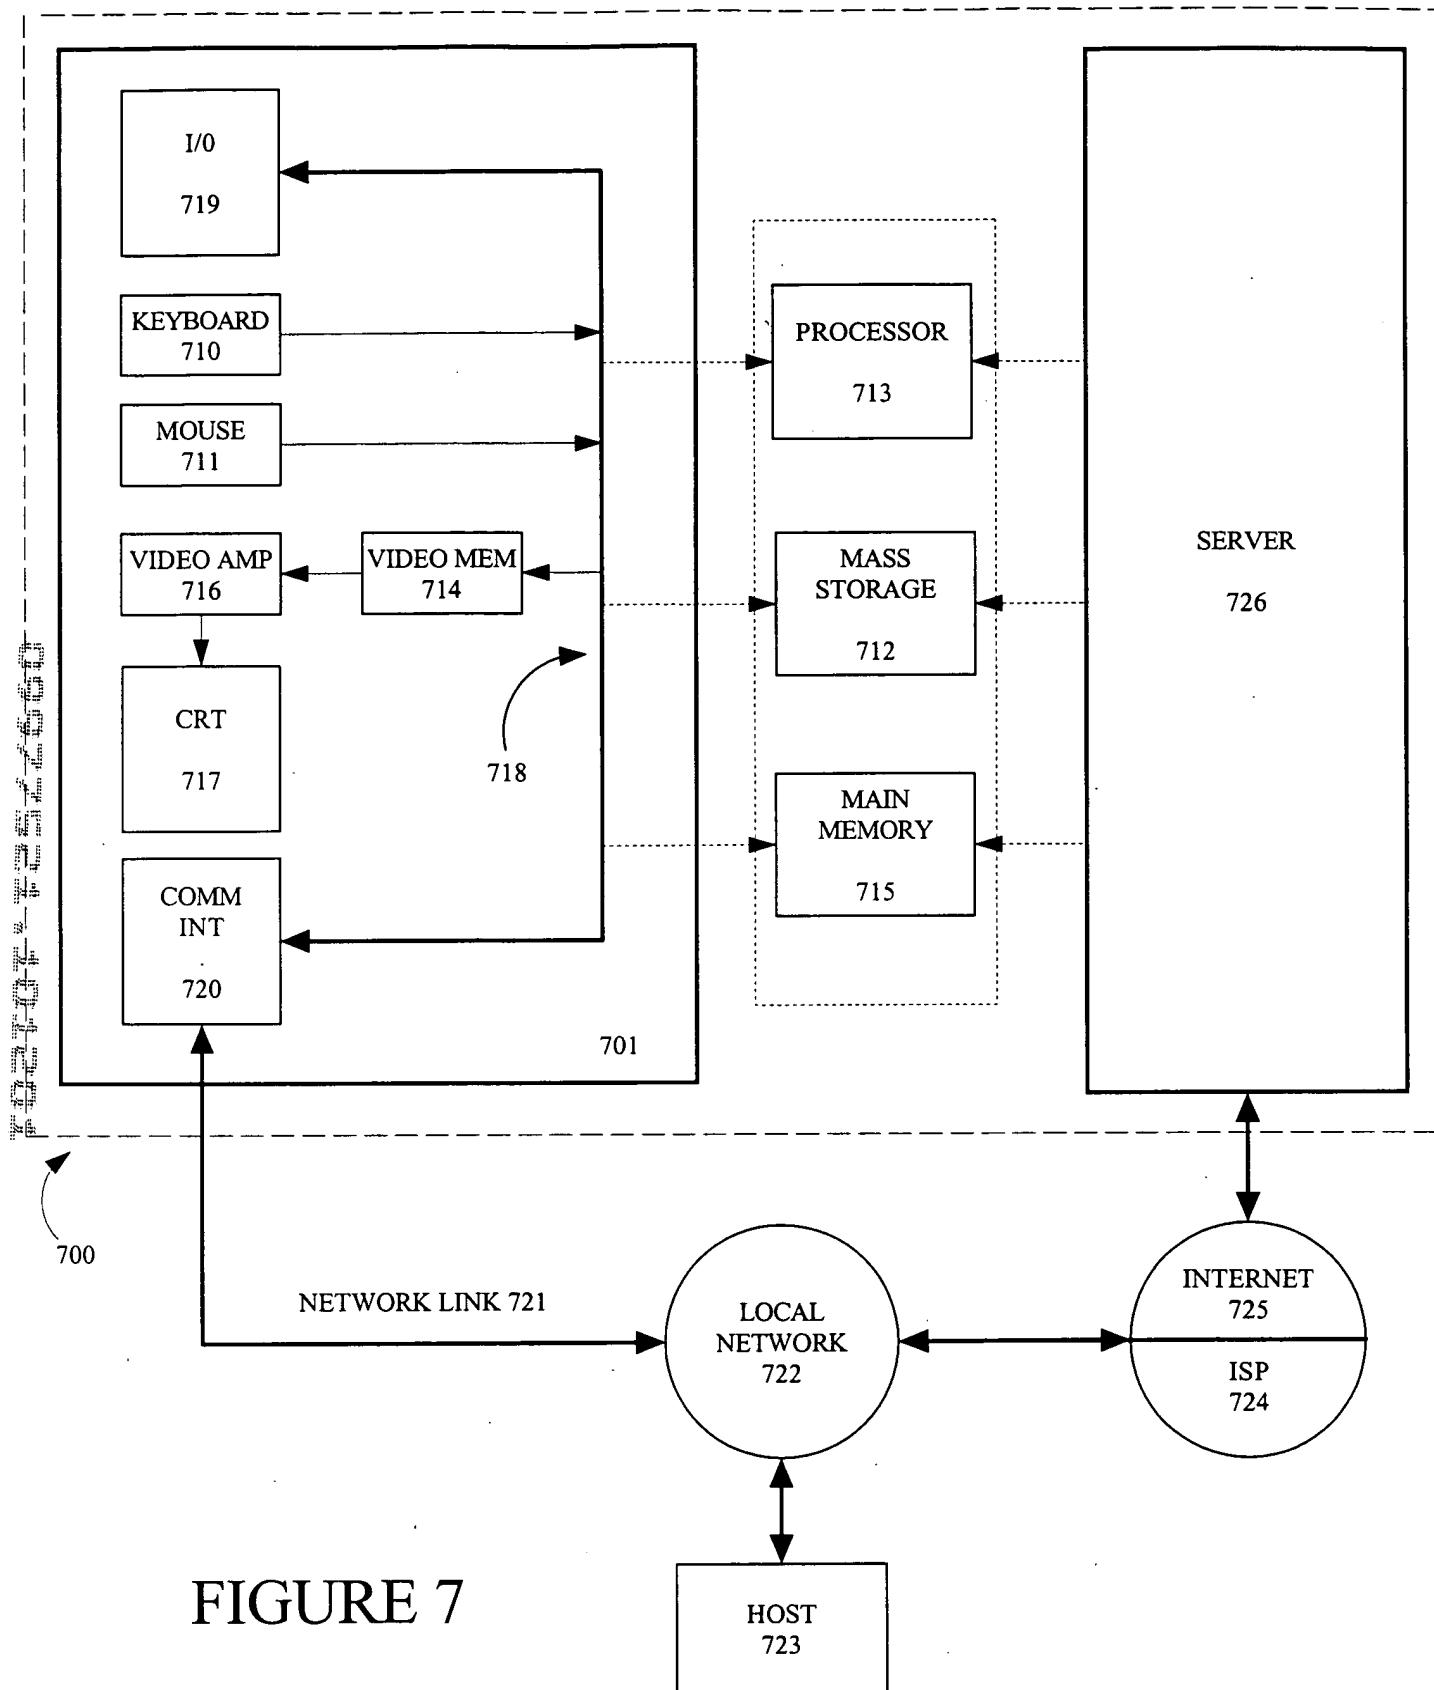 I/0
719
KEYBOARD
710
MOUSE
711
VIDEO AMP
716
VIDEO MEM
714
CRT
717
718
COMM
INT
720
701
PROCESSOR
713
MASS
STORAGE
712
MAIN
MEMORY
715
SERVER
726
700
NETWORK LINK 721
LOCAL
NETWORK
722
INTERNET
725
ISP
724
HOST
723
FIGURE 7